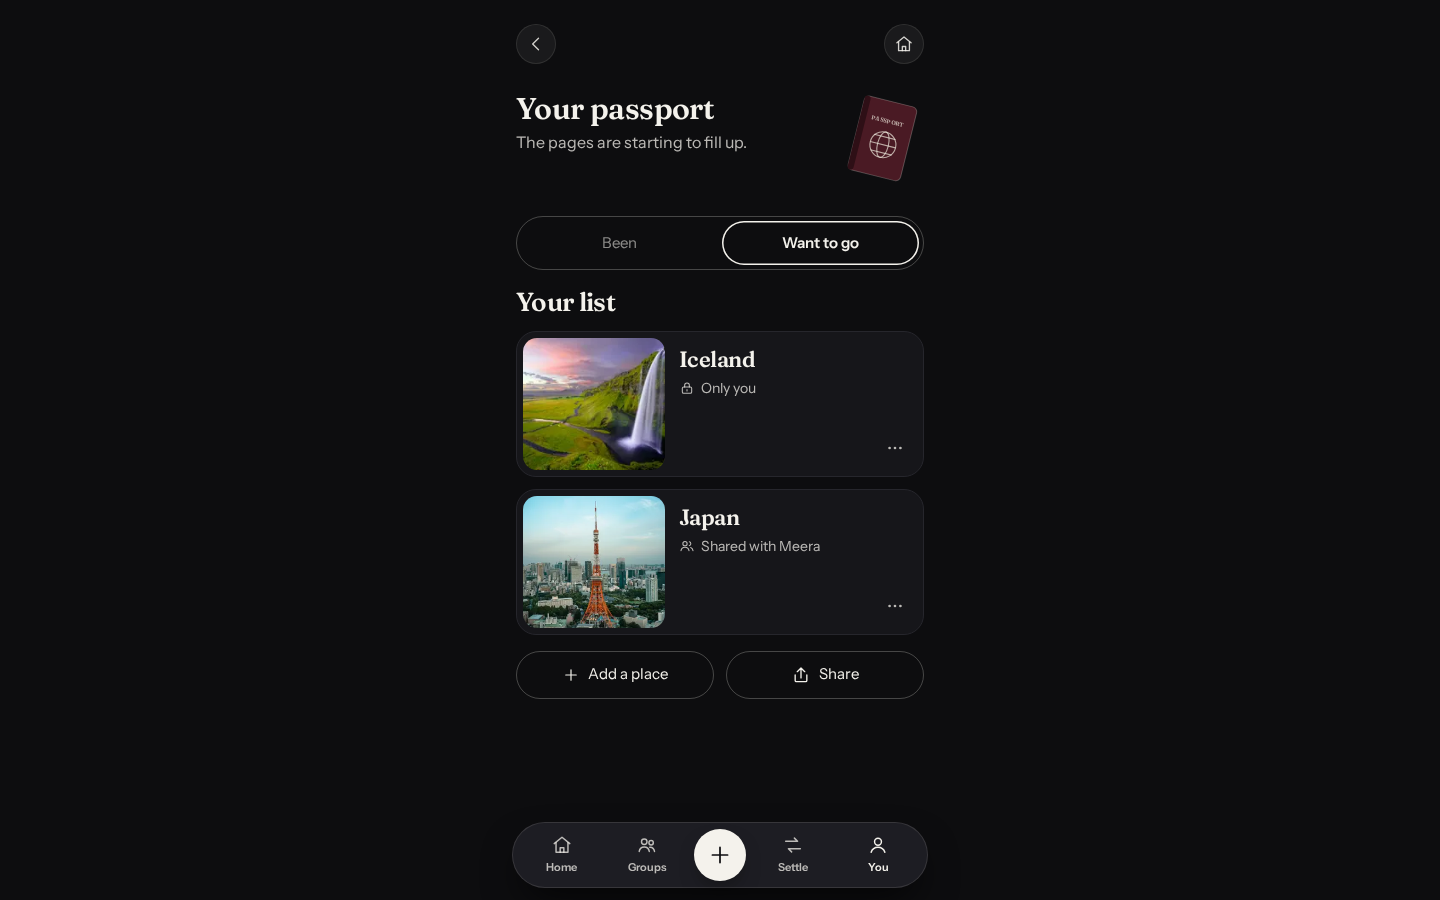 Your passport
The pages are starting to fill up.
PASSPORT
Been
Want to go
Your list
Iceland
Only you
Japan
Shared with Meera
Add a place
Share
Home
Groups
Settle
You